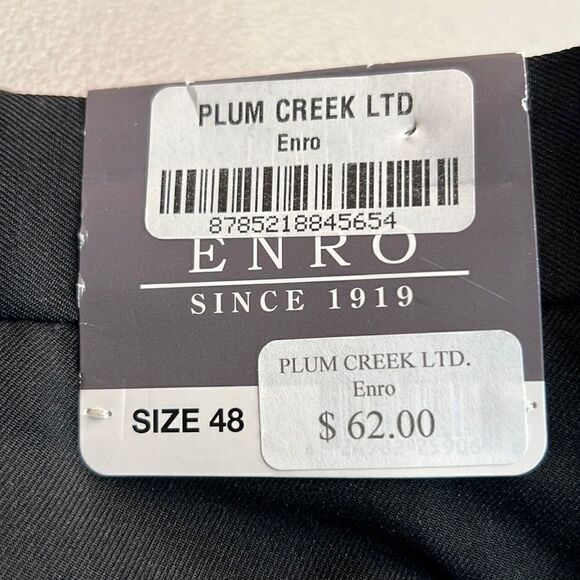 PLUM CREEK LTD
Enro
8785218845654
ENRO
SINCE 1919
PLUM CREEK LTD.
Enro
SIZE 48
$ 62.00